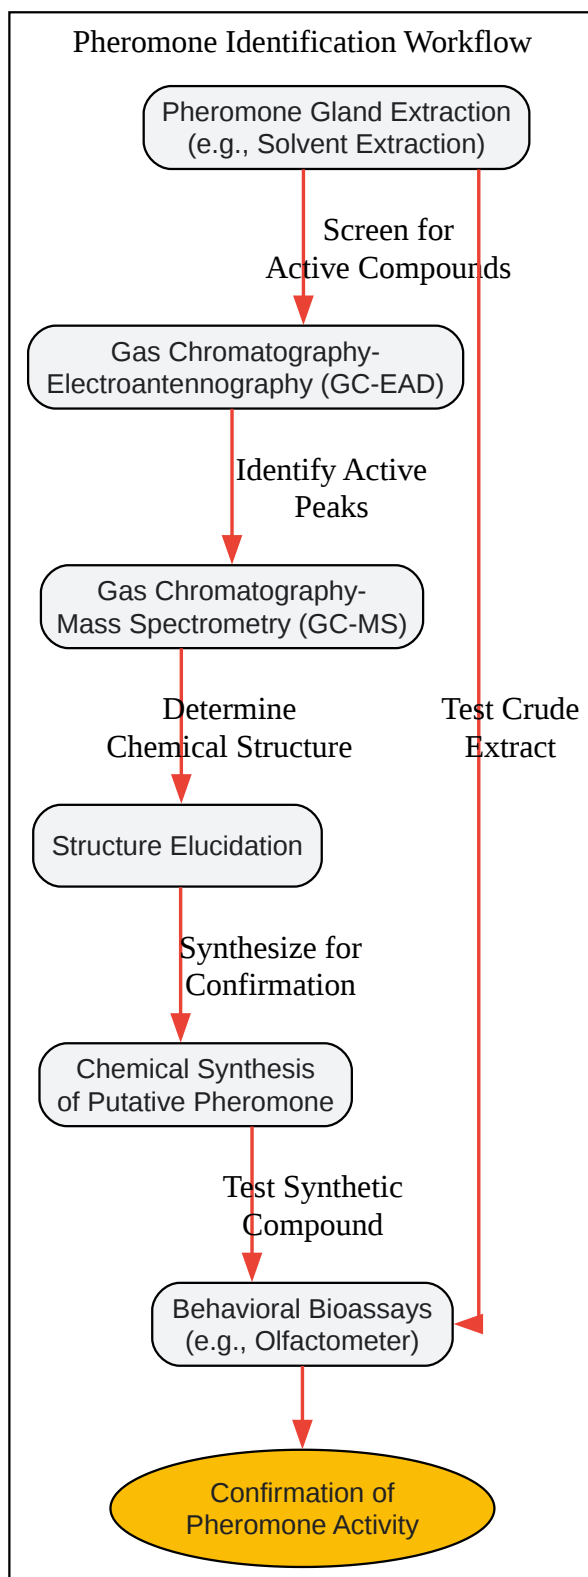 Pheromone Identification Workflow
Pheromone Gland Extraction
(e.g., Solvent Extraction)
Screen for
Active Compounds
Gas Chromatography-
Electroantennography (GC-EAD)
Identify Active
Peaks
Gas Chromatography-
Mass Spectrometry (GC-MS)
Determine
Chemical Structure
Test Crude
Extract
Structure Elucidation
Synthesize for
Confirmation
Chemical Synthesis
of Putative Pheromone
Test Synthetic
Compound
Behavioral Bioassays
(e.g., Olfactometer)
Confirmation of
Pheromone Activity